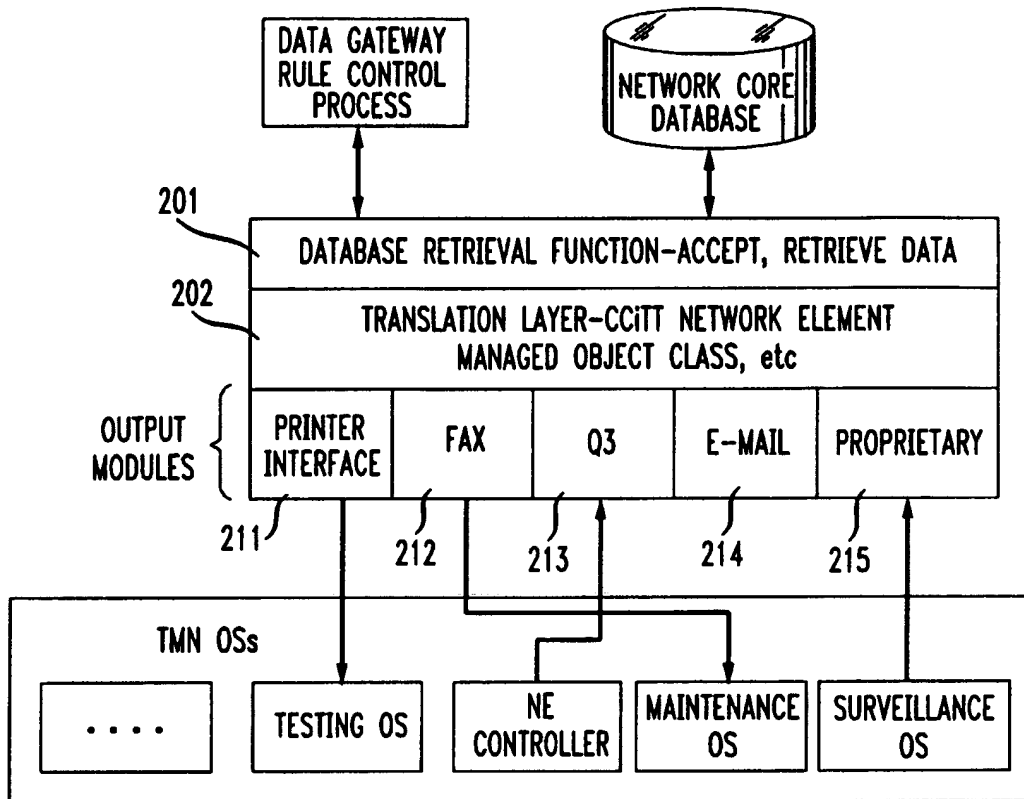 DATA GATEWAY
RULE CONTROL
PROCESS
NETWORK CORE
DATABASE
201
DATABASE RETRIEVAL FUNCTION-ACCEPT, RETRIEVE DATA
202
TRANSLATION LAYER-CCiTT NETWORK ELEMENT
MANAGED OBJECT CLASS, etc
OUTPUT
MODULES
PRINTER
INTERFACE
FAX
Q3
E-MAIL
PROPRIETARY
211
212
213
214
215
TMN OSs
....
TESTING OS
NE
CONTROLLER
MAINTENANCE
OS
SURVEILLANCE
OS